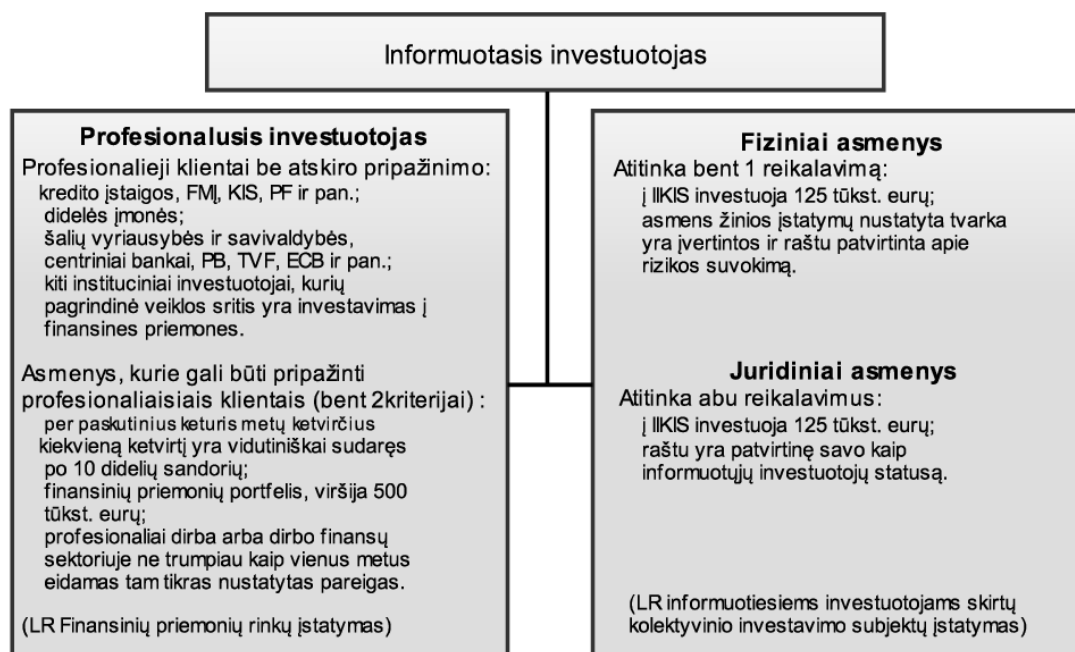 Informuotasis investuotojas
Profesionalusis investuotojas
Profesionalieji klientai be atskiro pripažinimo:
kredito įstaigos, FMĮ, KIS, PF ir pan.;
didelės įmonės;
šalių vyriausybės ir savivaldybės,
centriniai bankai, PB, TVF, ECB ir pan.;
kiti instituciniai investuotojai, kurių
pagrindinė veiklos sritis yra investavimas į
finansines priemones.
Asmenys, kurie gali būti pripažinti
profesionaliaisiais klientais (bent 2kriterijai) :
per paskutinius keturis metų ketvirčius
kiekvieną ketvirtį yra vidutiniškai sudaręs
po 10 didelių sandorių;
finansinių priemonių portfelis, viršija 500
tūkst. eurų;
profesionaliai dirba arba dirbo finansų
sektoriuje ne trumpiau kaip vienus metus
eidamas tam tikras nustatytas pareigas.
(LR Finansinių priemonių rinkų įstatymas)
Fiziniai asmenys
Atitinka bent 1 reikalavimą:
į IIKIS investuoja 125 tūkst. eurų;
asmens žinios įstatymų nustatyta tvarka
yra įvertintos ir raštu patvirtinta apie
rizikos suvokimą.
Juridiniai asmenys
Atitinka abu reikalavimus:
į IIKIS investuoja 125 tūkst. eurų;
raštu yra patvirtinę savo kaip
informuotųjų investuotojų statusą.
(LR informuotiesiems investuotojams skirtų
kolektyvinio investavimo subjektų įstatymas)